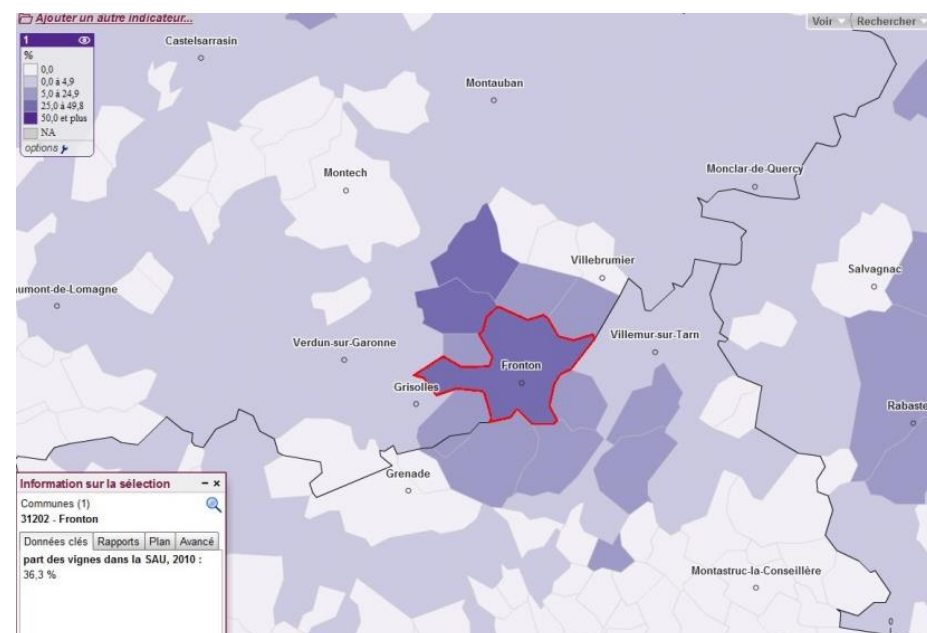 Ajouter un autre indicateur...
Voir
Rechercher
1
%
0,0
0,0 à 4,9
5,0 à 24,9
25,0 à 49,8
50,0 et plus
NA
options
Castelsarrasin
Montauban
Montech
Monclar-de-Quercy
Villebrumier
Salvagnac
umont-de-Lomagne
Verdun-sur-Garonne
Villemur-sur-Tarn
Fronton
Grisolles
Rabaste
Grenade
Montastruc-la-Conseillère
0
Information sur la sélection
Communes (1)
31202 - Fronton
Données clés Rapports Plan Avancé
part des vignes dans la SAU, 2010 :
36,3 %